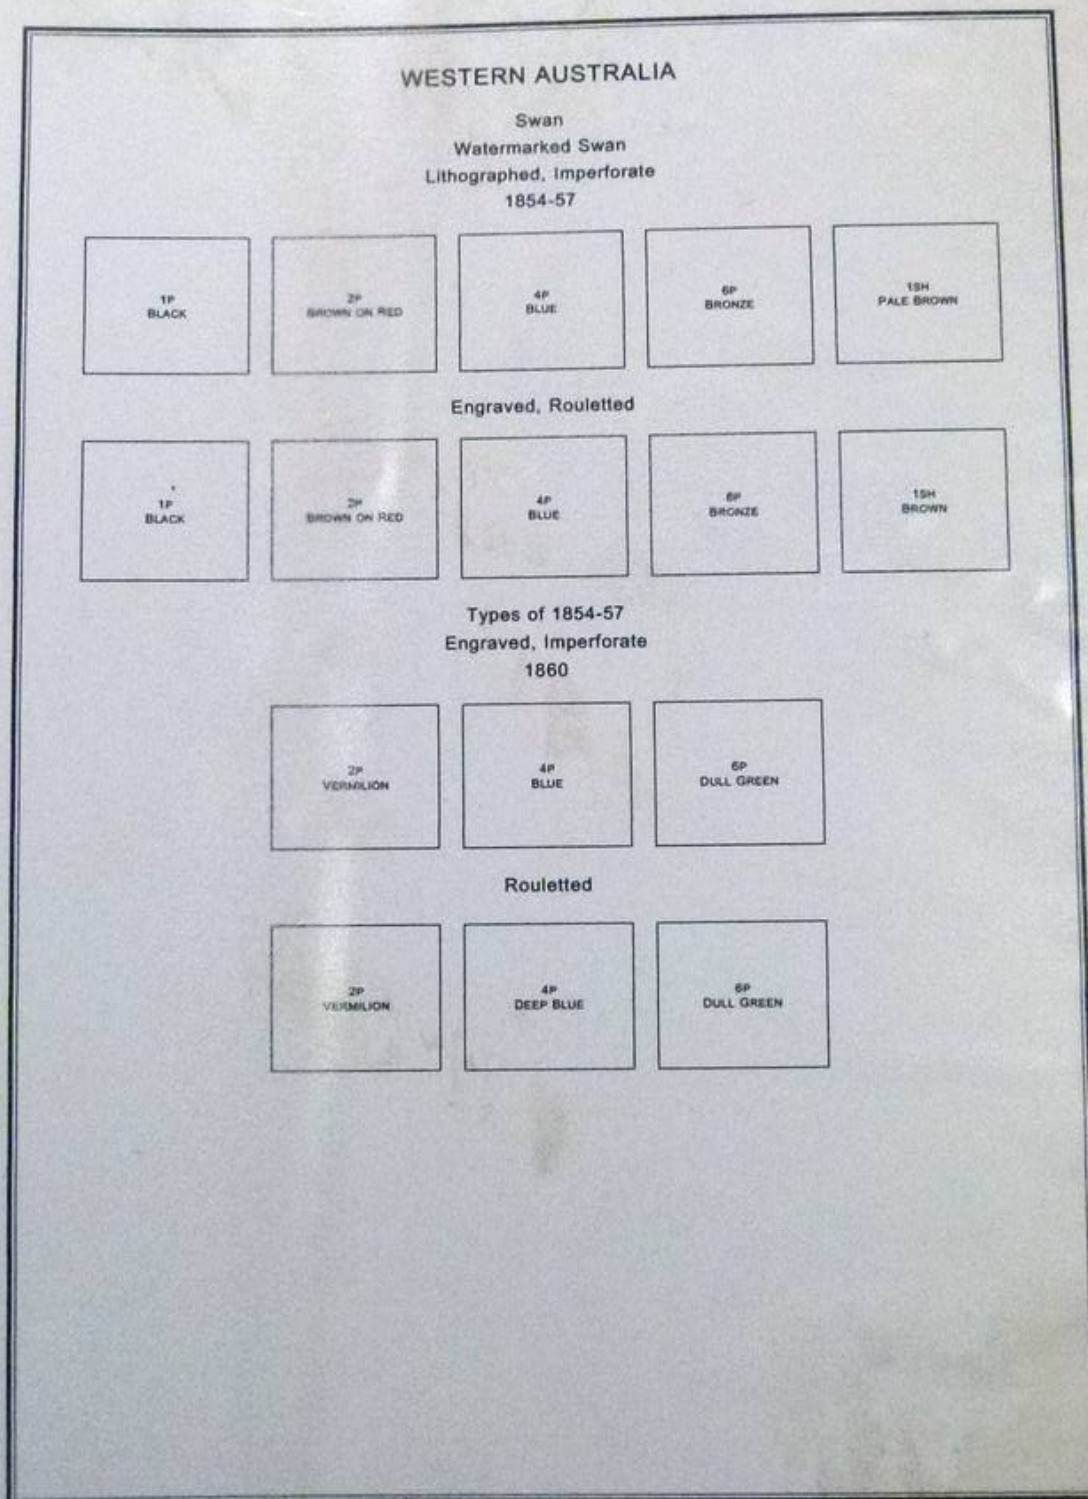 WESTERN AUSTRALIA
Swan
Watermarked Swan
Lithographed, Imperforate
1854-57
1P
BLACK
2P
BROWN ON RED
4P
BLUE
6P
BRONZE
1SH
PALE BROWN
Engraved, Rouletted
1P
BLACK
2P
BROWN ON RED
4P
BLUE
6P
BRONZE
1SH
BROWN
Types of 1854-57
Engraved, Imperforate
1860
2P
VERMILION
4P
BLUE
6P
DULL GREEN
Rouletted
2P
VERMILION
4P
DEEP BLUE
6P
DULL GREEN